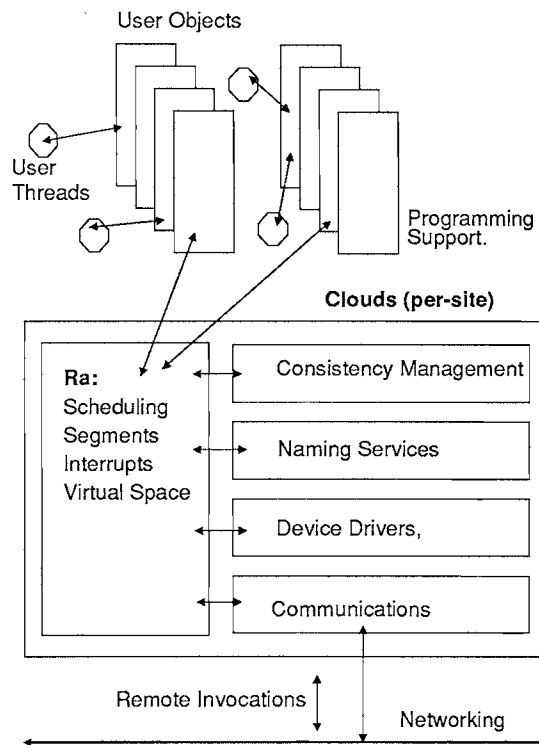 User Objects
User
Threads
Programming
Support.
Clouds (per-site)
Ra:
Scheduling
Segments
Interrupts
Virtual Space
Consistency Management
Naming Services
Device Drivers,
Communications
Remote Invocations
Networking